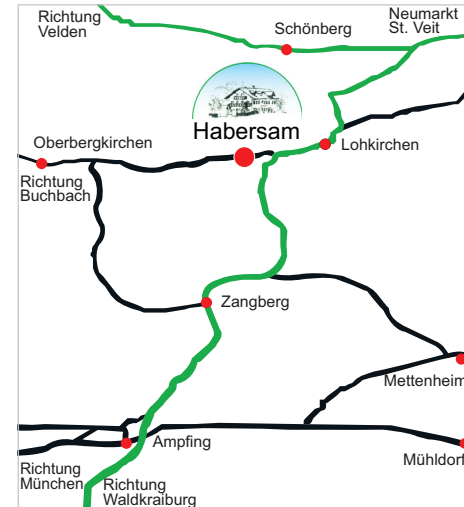 Richtung
Velden
Neumarkt
St. Veit
Schönberg
Habersam
Oberbergkirchen
Lohkirchen
Richtung
Buchbach
Zangberg
Mettenheim
Ampfing
Mühldorf
Richtung
München
Richtung
Waldkraiburg